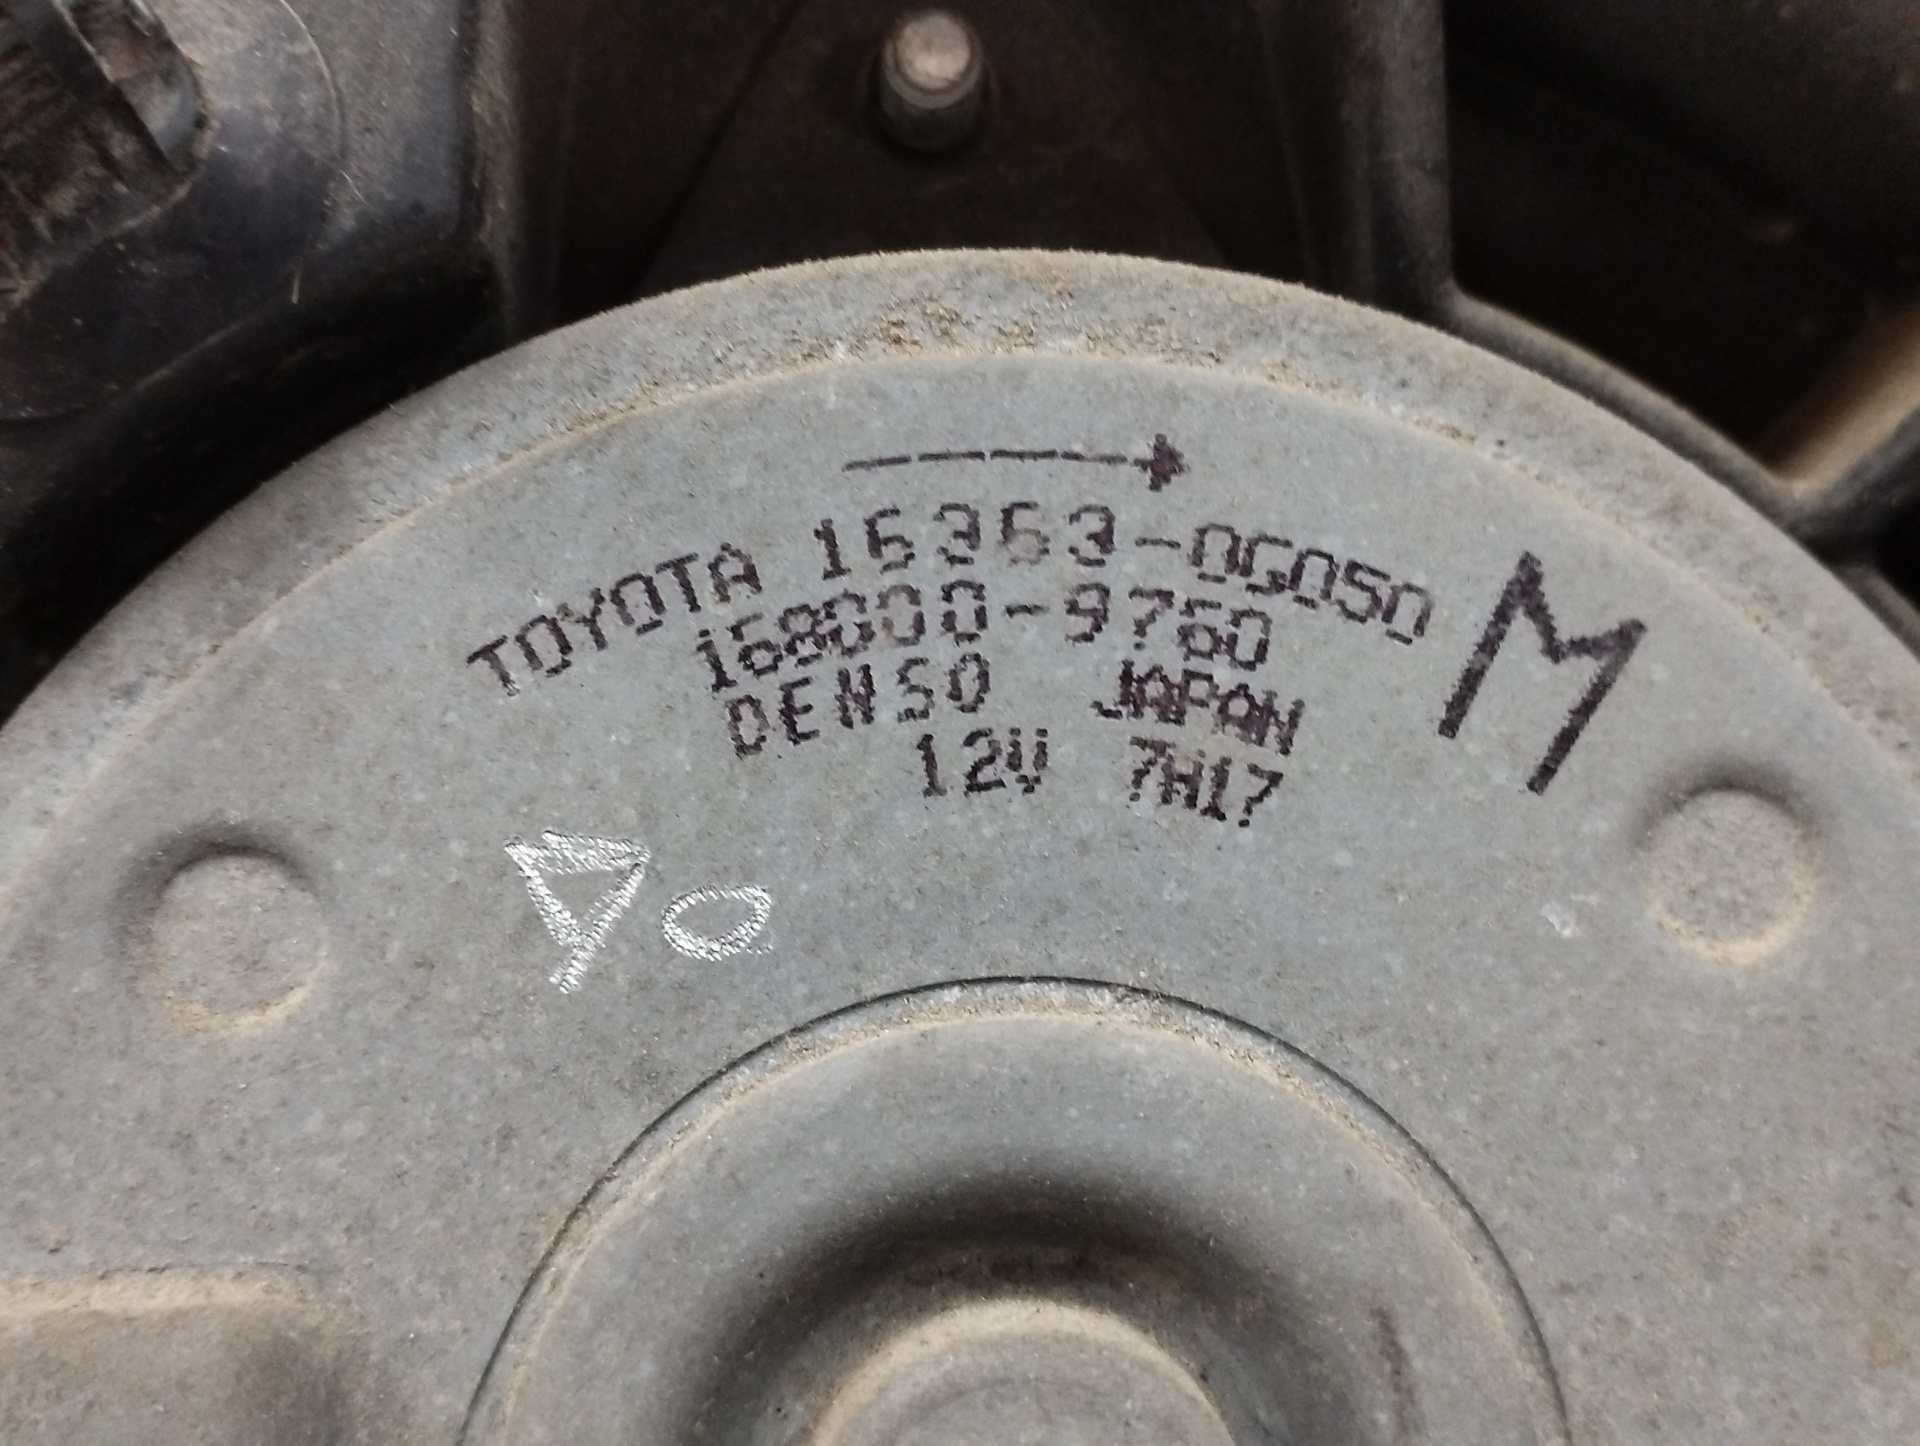 TOYOTA 16363-0G050
168000-9760
DENSO JAPAN
12V 7H17
M